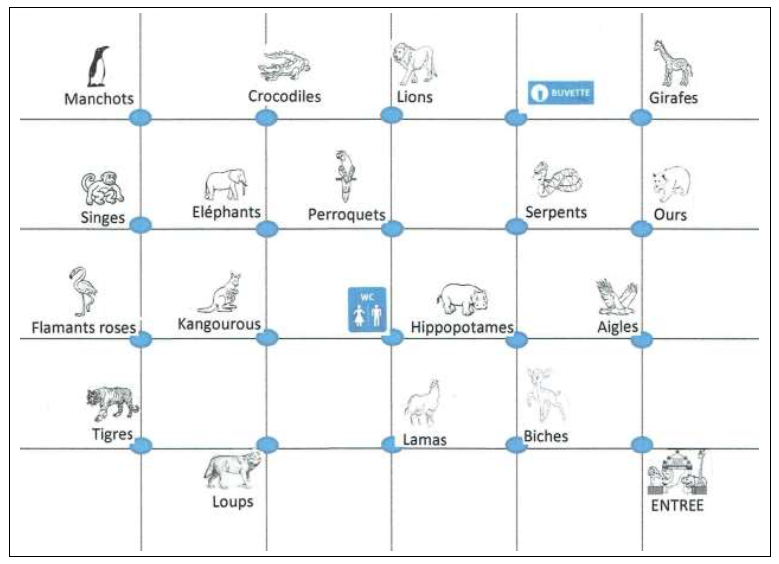 Manchots
Crocodiles
Lions
BUVETTE
Girafes
Singes
Eléphants
Perroquets
Serpents
Ours
Flamants roses
Kangourous
WC
Hippopotames
Aigles
Tigres
Lamas
Biches
Loups
ENTREE